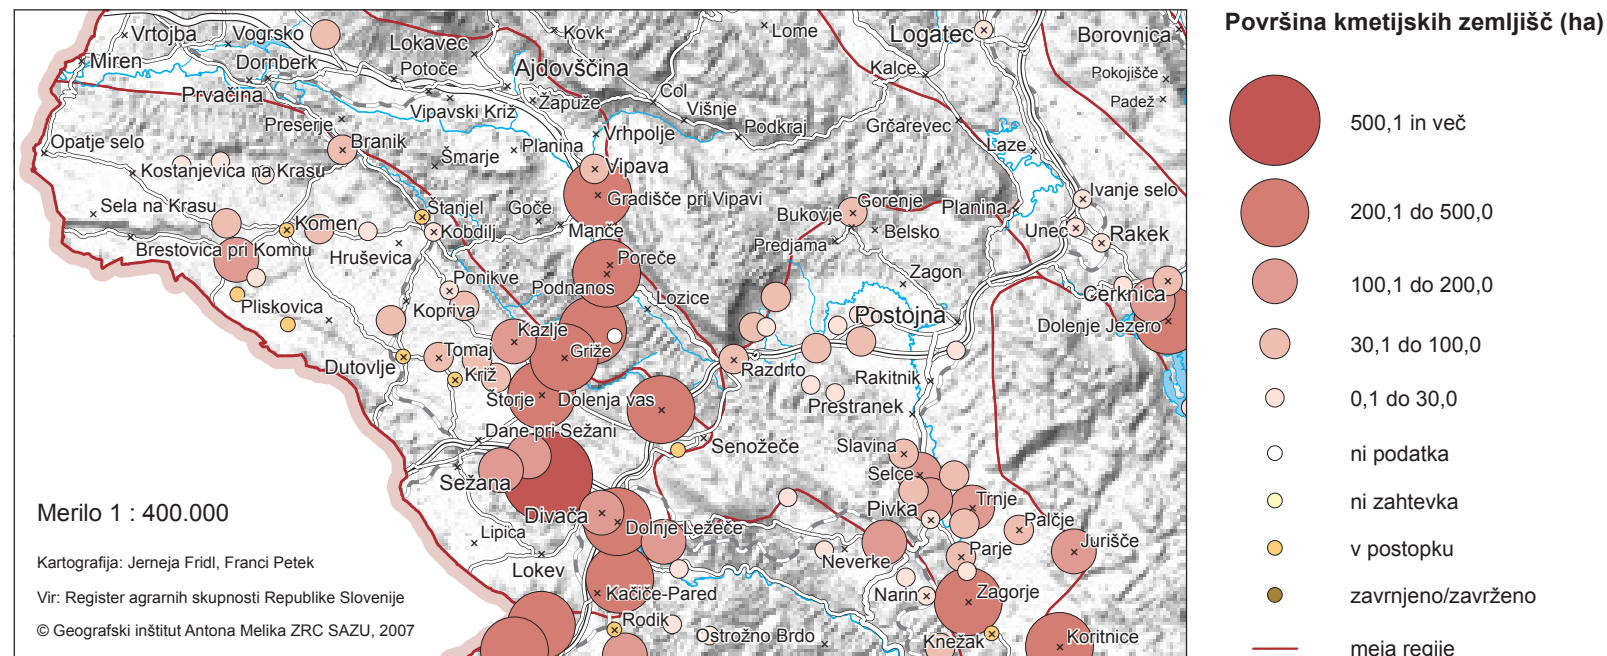 Vrtojba
Vogrsko
Kovk
Lome
Logatec
Borovnica
Miren
Lokavec
Dornberk
Potoče
Ajdovščina
Kalce
Pokojišče
Prvačina
Vipavski Križ
Zapuže
Col
Višnje
Padež
Preserje
Vrhpolje
Podkraj
Grčarevec
Opatje selo
Branik
Šmarje
Planina
Laze
Kostanjevica na Krasu
Vipava
Ivanje selo
Sela na Krasu
Štanjel
Goče
Gradišče pri Vipavi
Bukovje
Gorenje
Planina
Komen
Kobdilj
Manče
Belsko
Unec
Rakek
Brestovica pri Komnu
Hruševica
Predjama
Poreče
Ponikve
Podnanos
Zagon
Cerknica
Pliskovica
Kopriva
Lozice
Postojna
Dolenje Jezero
Kazlje
Tomaj
Griže
Dutovlje
Križ
Razdrto
Rakitnik
Štorje
Dolenja vas
Prestranek
Dane pri Sežani
Senožeče
Slavina
Selce
Sežana
Trnje
Divača
Pivka
Palčje
Lipica
Dolnje Ležeče
Jurišče
Lokev
Neverke
Parje
Kačiče-Pared
Narin
Zagorje
Rodik
Ostrožno Brdo
Knežak
Koritnice
Merilo 1 : 400.000
Kartografija: Jerneja Fridl, Franci Petek
Vir: Register agrarnih skupnosti Republike Slovenije
© Geografski inštitut Antona Melika ZRC SAZU, 2007
Površina kmetijskih zemljišč (ha)
500,1 in več
200,1 do 500,0
100,1 do 200,0
30,1 do 100,0
0,1 do 30,0
ni podatka
ni zahtevka
v postopku
zavrnjeno/zavrženo
meja regije